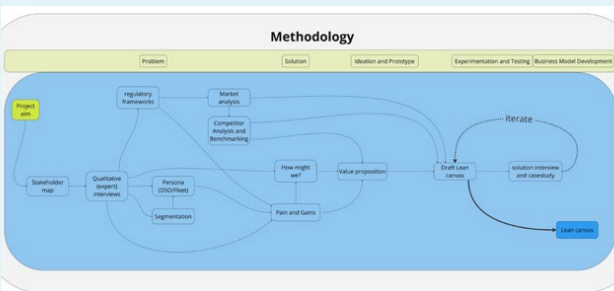 Methodology
Problem
Solution
Ideation and Prototype
Experimentation and Testing
Business Model Development
Project
aim
regulatory
frameworks
Market
analysis
Competitor
Analysis and
Benchmarking
iterate
Stakeholder
map
Qualitative
(expert)
interviews
Persona
(DSO/Fleet)
Segmentation
How might
we?
Pain and Gains
Value proposition
Draft Lean
canvas
solution interview
and casestudy
Lean canvas